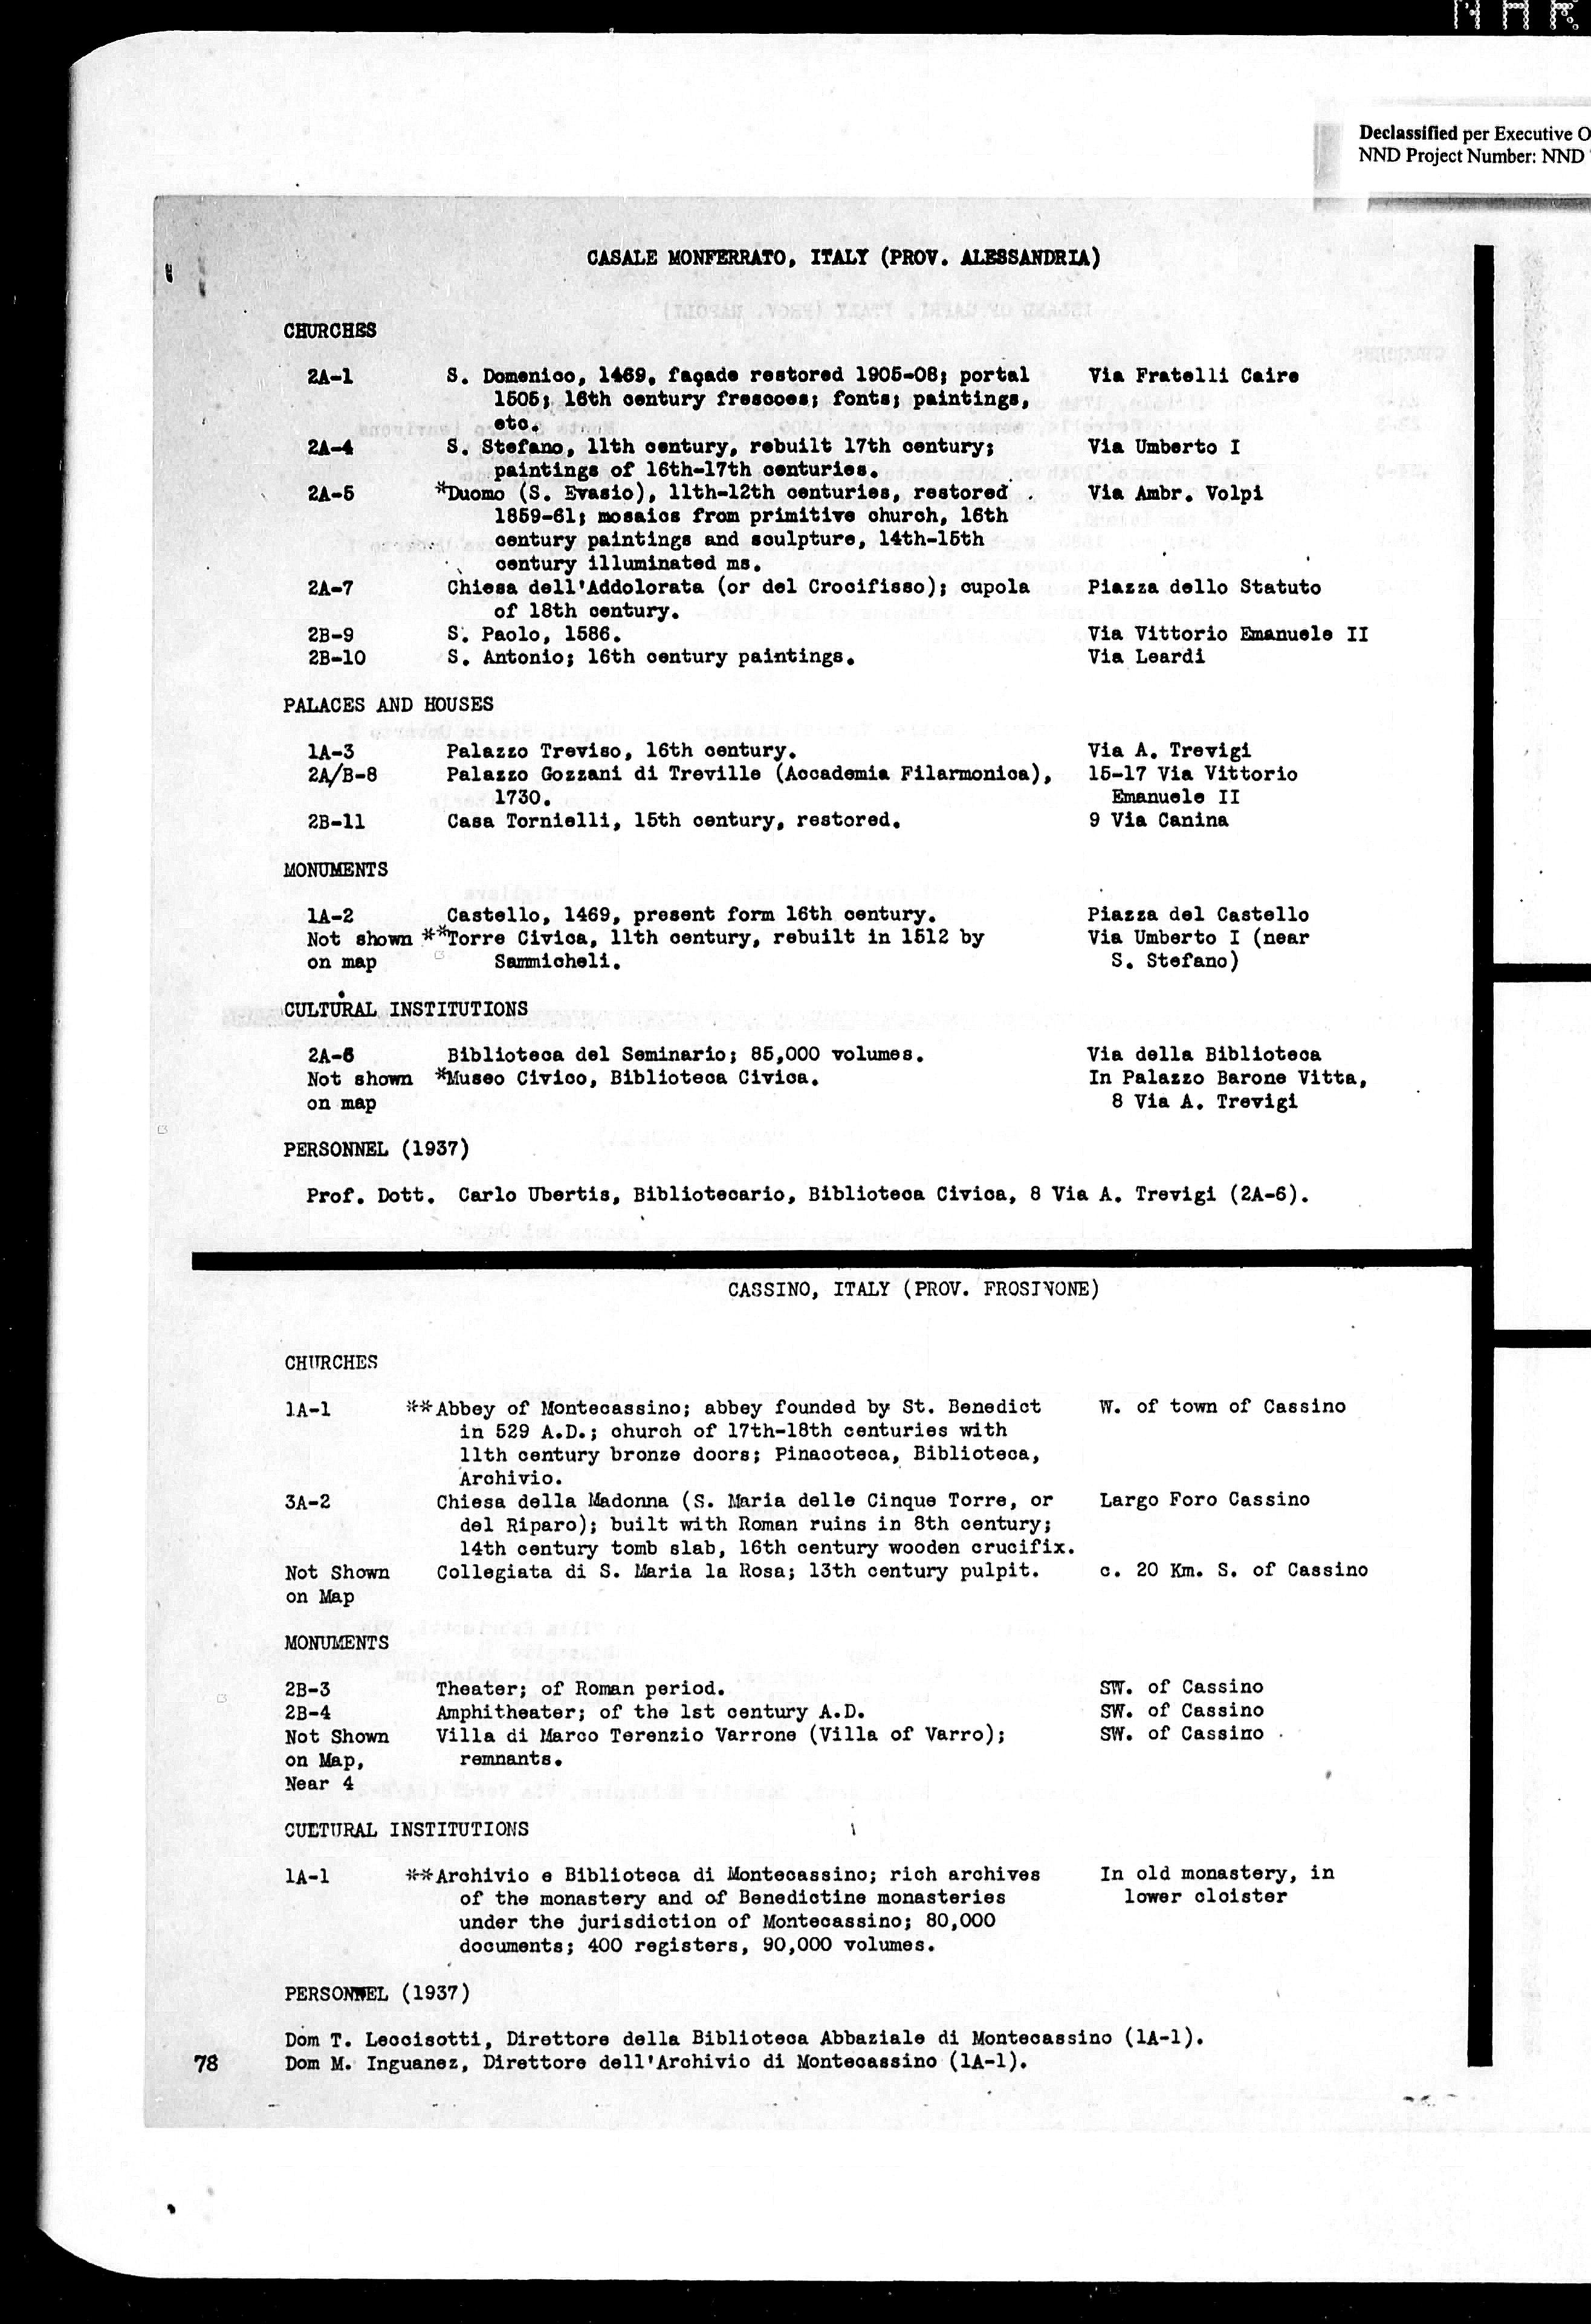 Declassified per Executive O
NND Project Number: NND
CASALE MONFERRATO, ITALY (PROV. ALESSANDRIA)
CHURCHES
2A-1 S. Domenico, 1469, façade restored 1905-08; portal Via Fratelli Caire
1505; 16th century frescoes; fonts; paintings,
etc.
2A-4 S. Stefano, 11th century, rebuilt 17th century; Via Umberto I
paintings of 16th-17th centuries.
2A-5 *Duomo (S. Evasio), 11th-12th centuries, restored Via Ambr. Volpi
1859-61; mosaics from primitive church, 16th
century paintings and sculpture, 14th-15th
century illuminated ms.
2A-7 Chiesa dell'Addolorata (or del Crocifisso); cupola Piazza dello Statuto
of 18th century.
2B-9 S. Paolo, 1586. Via Vittorio Emanuele II
2B-10 S. Antonio; 16th century paintings. Via Leardi
PALACES AND HOUSES
1A-3 Palazzo Treviso, 16th century. Via A. Trevigi
2A/B-8 Palazzo Gozzani di Treville (Accademia Filarmonica), 15-17 Via Vittorio
1730. Emanuele II
2B-11 Casa Tornielli, 15th century, restored. 9 Via Canina
MONUMENTS
1A-2 Castello, 1469, present form 16th century. Piazza del Castello
Not shown **Torre Civica, 11th century, rebuilt in 1512 by Via Umberto I (near
on map Sammicheli. S. Stefano)
CULTURAL INSTITUTIONS
2A-6 Biblioteca del Seminario; 85,000 volumes. Via della Biblioteca
Not shown *Museo Civico, Biblioteca Civica. In Palazzo Barone Vitta,
on map 8 Via A. Trevigi
PERSONNEL (1937)
Prof. Dott. Carlo Ubertis, Bibliotecario, Biblioteca Civica, 8 Via A. Trevigi (2A-6).
CASSINO, ITALY (PROV. FROSINONE)
CHURCHES
1A-1 **Abbey of Montecassino; abbey founded by St. Benedict W. of town of Cassino
in 529 A.D.; church of 17th-18th centuries with
11th century bronze doors; Pinacoteca, Biblioteca,
Archivio.
3A-2 Chiesa della Madonna (S. Maria delle Cinque Torre, or Largo Foro Cassino
del Riparo); built with Roman ruins in 8th century;
14th century tomb slab, 16th century wooden crucifix.
Not Shown Collegiata di S. Maria la Rosa; 13th century pulpit. c. 20 Km. S. of Cassino
on Map
MONUMENTS
2B-3 Theater; of Roman period. SW. of Cassino
2B-4 Amphitheater; of the 1st century A.D. SW. of Cassino
Not Shown Villa di Marco Terenzio Varrone (Villa of Varro); SW. of Cassino
on Map, remnants.
Near 4
CULTURAL INSTITUTIONS
1A-1 **Archivio e Biblioteca di Montecassino; rich archives In old monastery, in
of the monastery and of Benedictine monasteries lower cloister
under the jurisdiction of Montecassino; 80,000
documents; 400 registers, 90,000 volumes.
PERSONNEL (1937)
Dom T. Leccisotti, Direttore della Biblioteca Abbaziale di Montecassino (1A-1).
78 Dom M. Inguanez, Direttore dell'Archivio di Montecassino (1A-1).